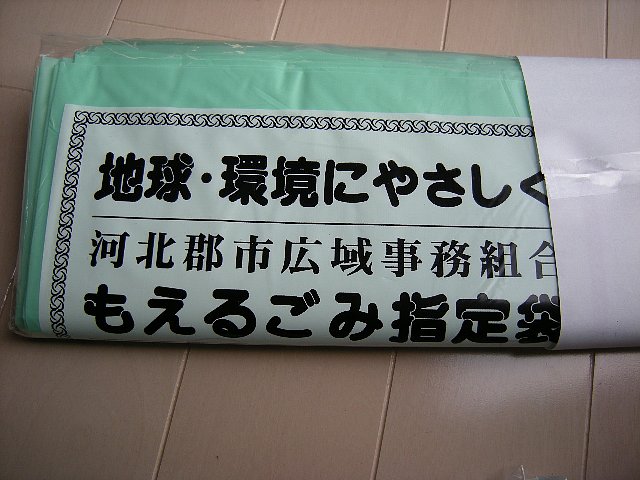 地球・環境にやさしく
河北郡市広域事務組合
もえるごみ指定袋